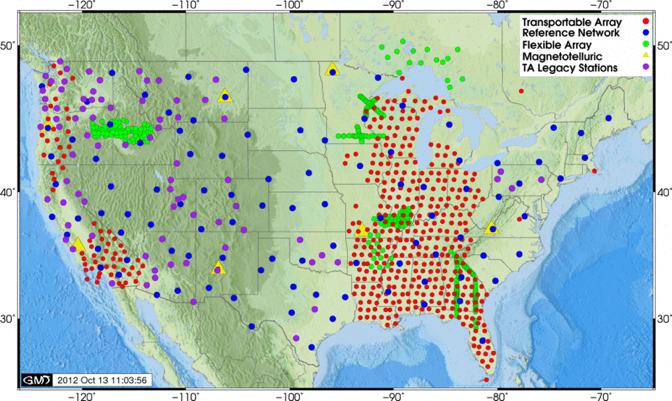 −120° −110° −100° −90° −80° −70°
Transportable Array
Reference Network
Flexible Array
Magnetotelluric
TA Legacy Stations
50° 50°
40° 40°
30° 30°
GMD 2012 Oct 13 11:03:56
−120° −110° −100° −90° −80° −70°